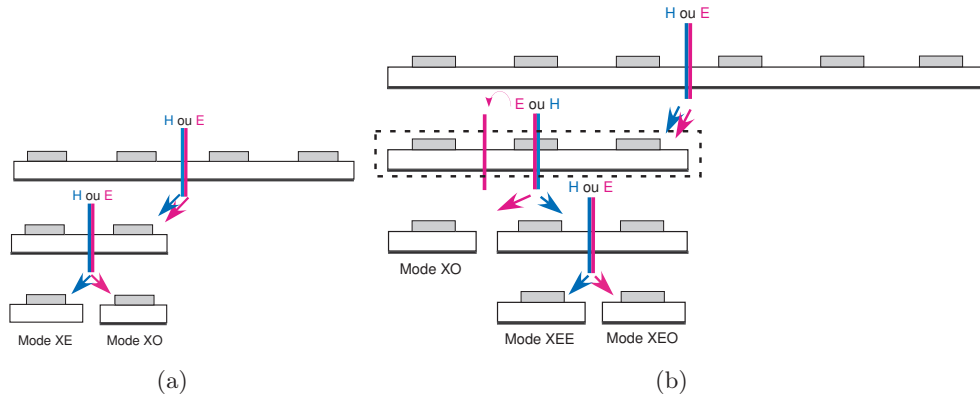 H ou E
H ou E
Mode XE
Mode XO
(a)
H ou E
E ou H
H ou E
Mode XO
Mode XEE
Mode XEO
(b)